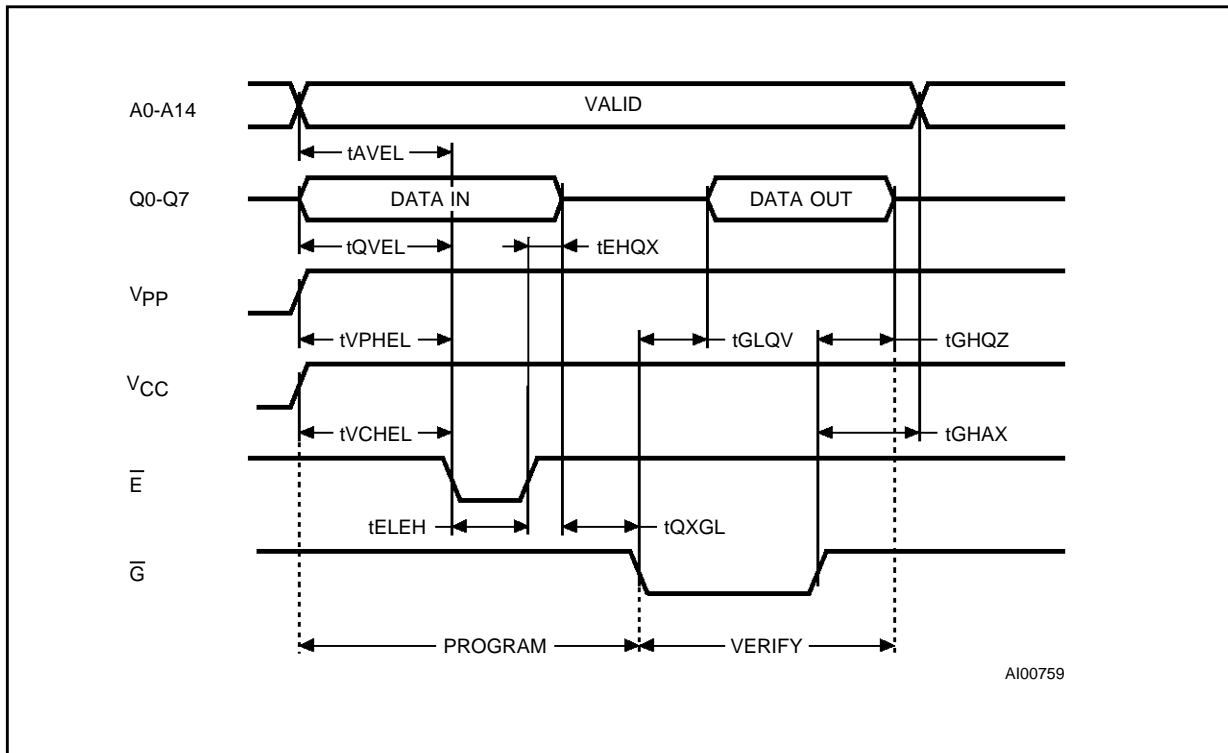 A0-A14
VALID
tAVEL
Q0-Q7
DATA IN
DATA OUT
tQVEL
tEHQX
VPP
tVPHEL
tGLQV
tGHQZ
VCC
tVCHEL
tGHAX
E̅
tELEH
tQXGL
G̅
PROGRAM
VERIFY
AI00759